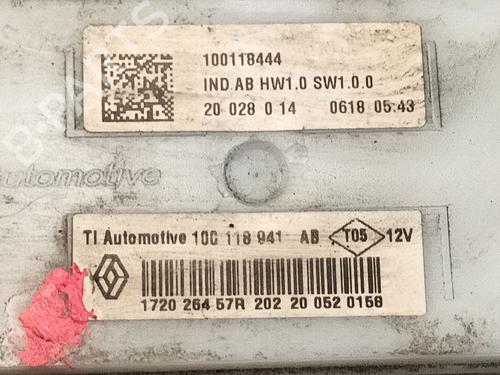 100118444
IND.AB HW1.0 SW1.0.0
20 028 0 14 0618 05:43
B-PARTS
automotive
TI Automotive 100 118 941 AB T05 12V
1720 264 57R 202 20 052 0158